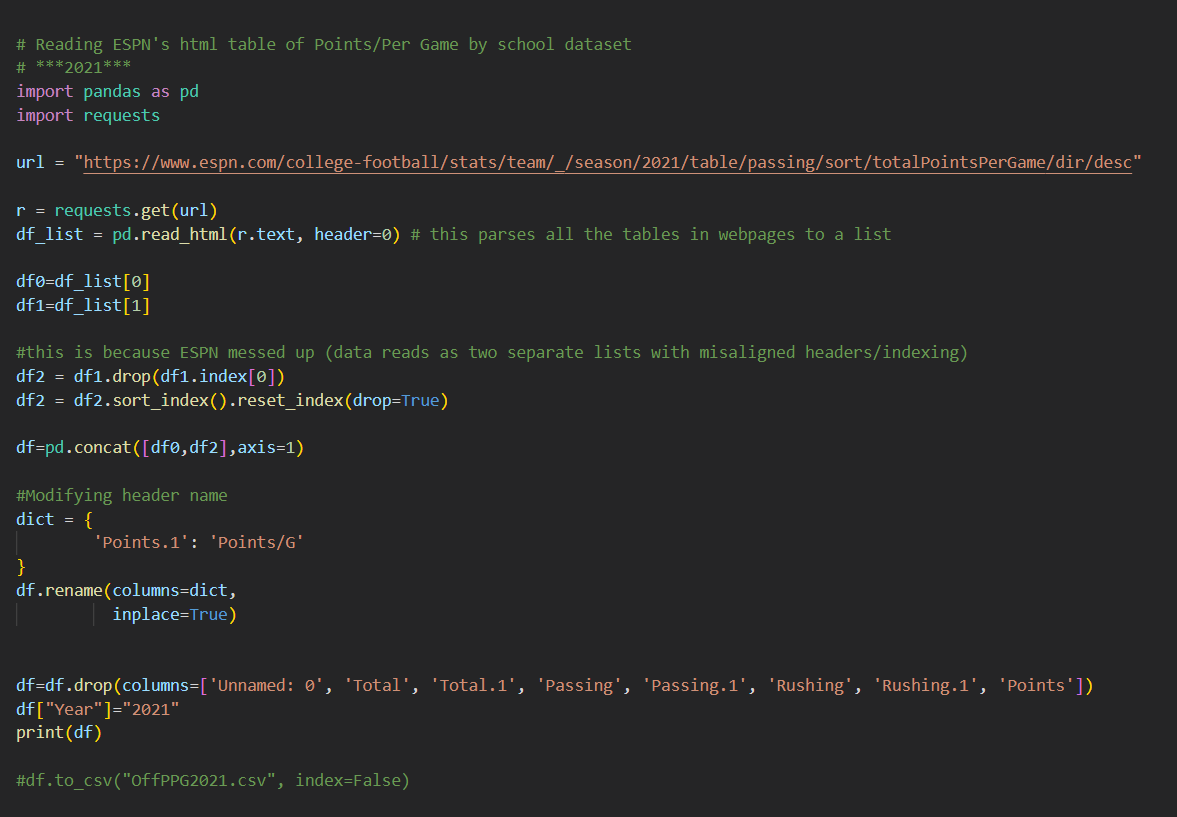 # Reading ESPN's html table of Points/Per Game by school dataset
# ***2021***
import pandas as pd
import requests
url = "https://www.espn.com/college-football/stats/team/_/season/2021/table/passing/sort/totalPointsPerGame/dir/desc"
r = requests.get(url)
df_list = pd.read_html(r.text, header=0) # this parses all the tables in webpages to a list
df0=df_list[0]
df1=df_list[1]
#this is because ESPN messed up (data reads as two separate lists with misaligned headers/indexing)
df2 = df1.drop(df1.index[0])
df2 = df2.sort_index().reset_index(drop=True)
df=pd.concat([df0,df2],axis=1)
#Modifying header name
dict = {
        'Points.1': 'Points/G'
}
df.rename(columns=dict,
          inplace=True)
df=df.drop(columns=['Unnamed: 0', 'Total', 'Total.1', 'Passing', 'Passing.1', 'Rushing', 'Rushing.1', 'Points'])
df["Year"]="2021"
print(df)
#df.to_csv("OffPPG2021.csv", index=False)